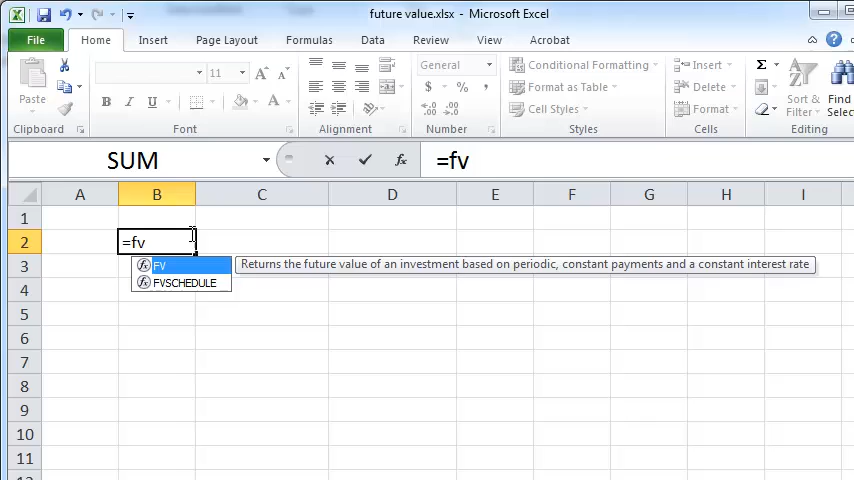 future value.xlsx - Microsoft Excel
File Home Insert Page Layout Formulas Data Review View Acrobat
Paste
Clipboard
11
B I U A
Font
Alignment
General
$ % ,
Number
Conditional Formatting
Format as Table
Cell Styles
Styles
Insert
Delete
Format
Cells
Σ
Sort &
Filter
Find
Selec
Editing
SUM fx =fv
A B C D E F G H I
1
2 =fv
3 fx FV Returns the future value of an investment based on periodic, constant payments and a constant interest rate
4 fx FVSCHEDULE
5
6
7
8
9
10
11